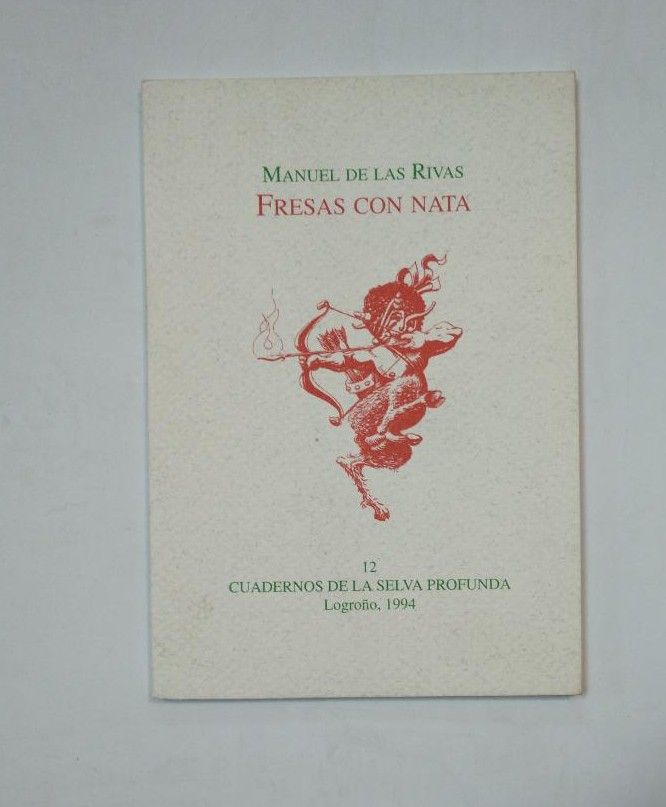 MANUEL DE LAS RIVAS
FRESAS CON NATA
12
CUADERNOS DE LA SELVA PROFUNDA
Logroño, 1994